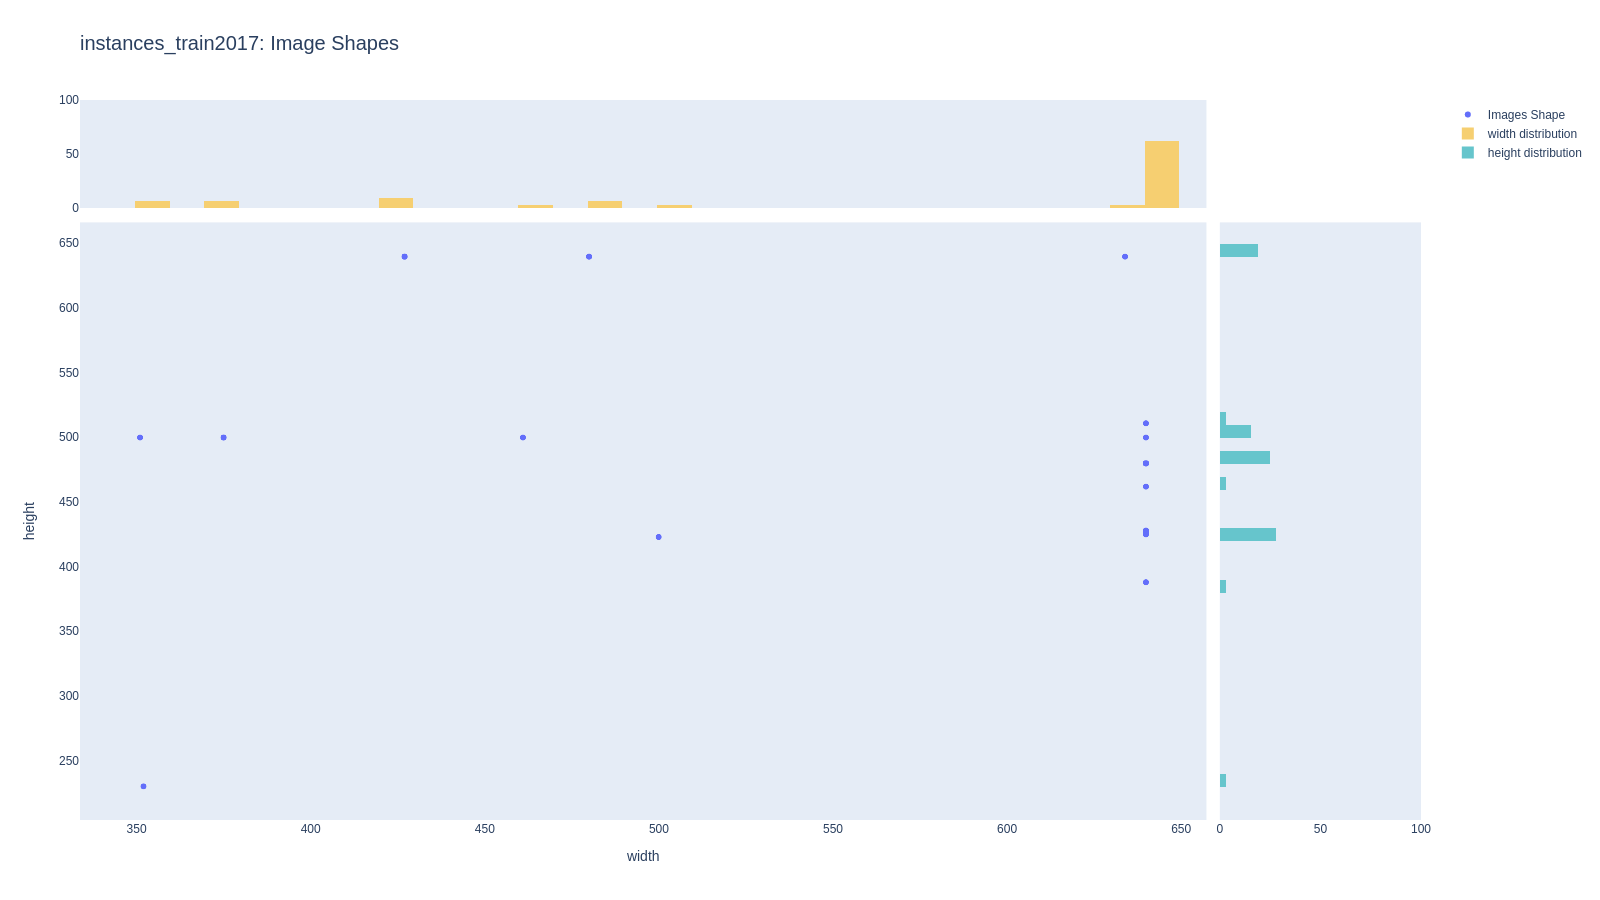 instances_train2017: Image Shapes
100
50
0
Images Shape
width distribution
height distribution
650
600
550
500
450
400
350
300
250
height
350 400 450 500 550 600 650
0 50 100
width